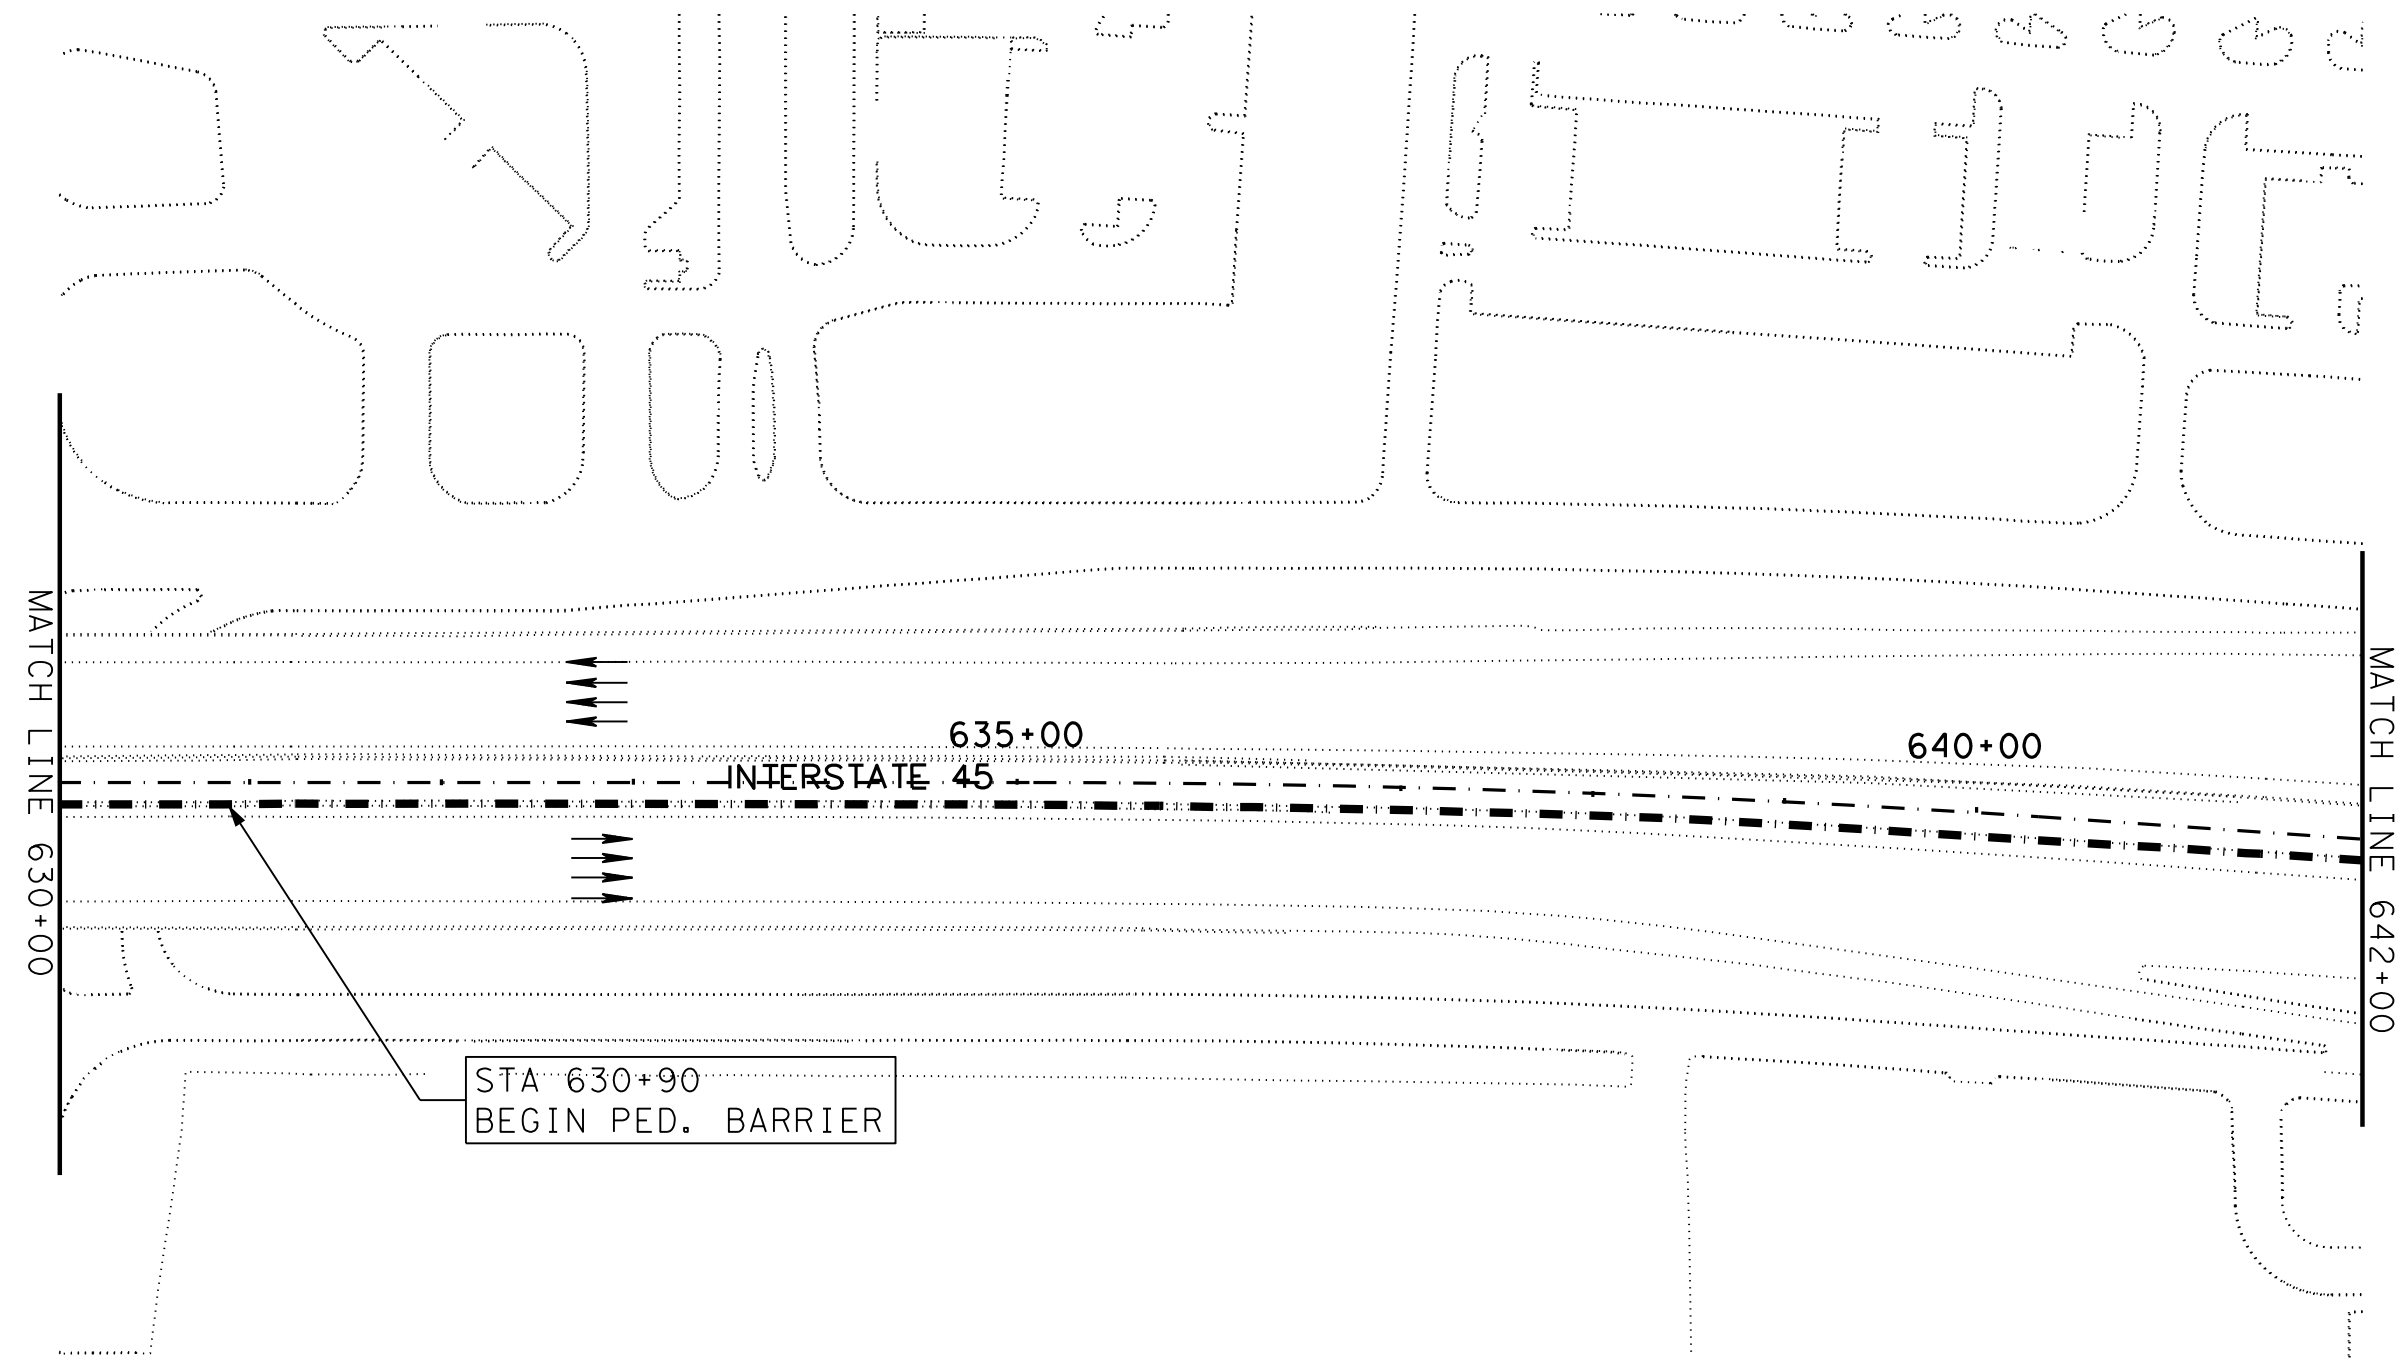 MATCH LINE 630+00
635+00
640+00
INTERSTATE 45
MATCH LINE 642+00
STA 630+90
BEGIN PED. BARRIER